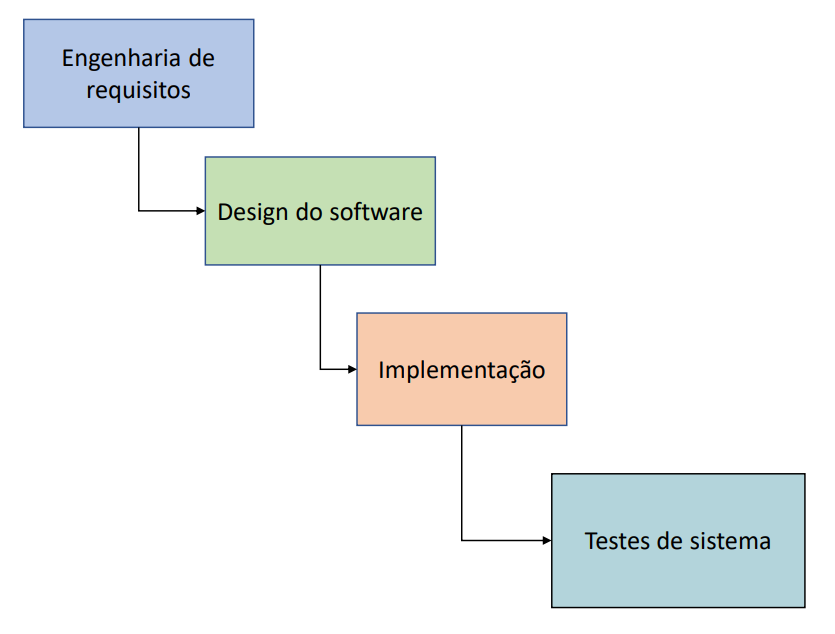 Engenharia de
requisitos
Design do software
Implementação
Testes de sistema